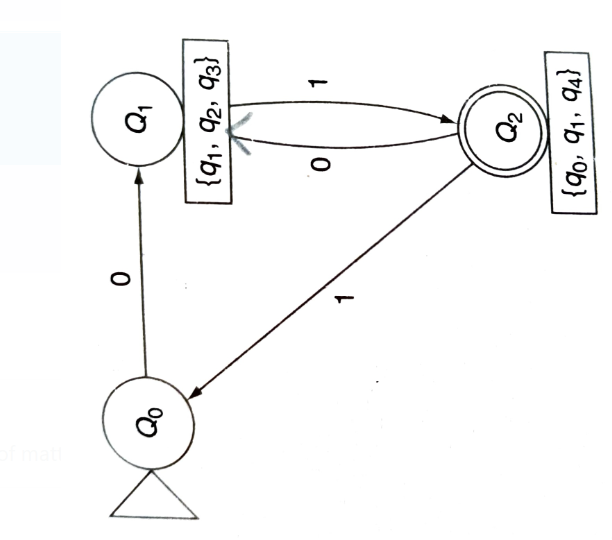 Q₀
0
Q₁
{q₁, q₂, q₃}
1
0
1
Q₂
{q₀, q₁, q₄}